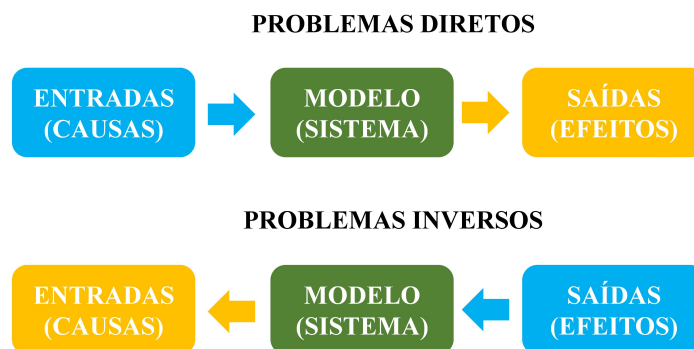 PROBLEMAS DIRETOS
ENTRADAS
(CAUSAS)
MODELO
(SISTEMA)
SAÍDAS
(EFEITOS)
PROBLEMAS INVERSOS
ENTRADAS
(CAUSAS)
MODELO
(SISTEMA)
SAÍDAS
(EFEITOS)